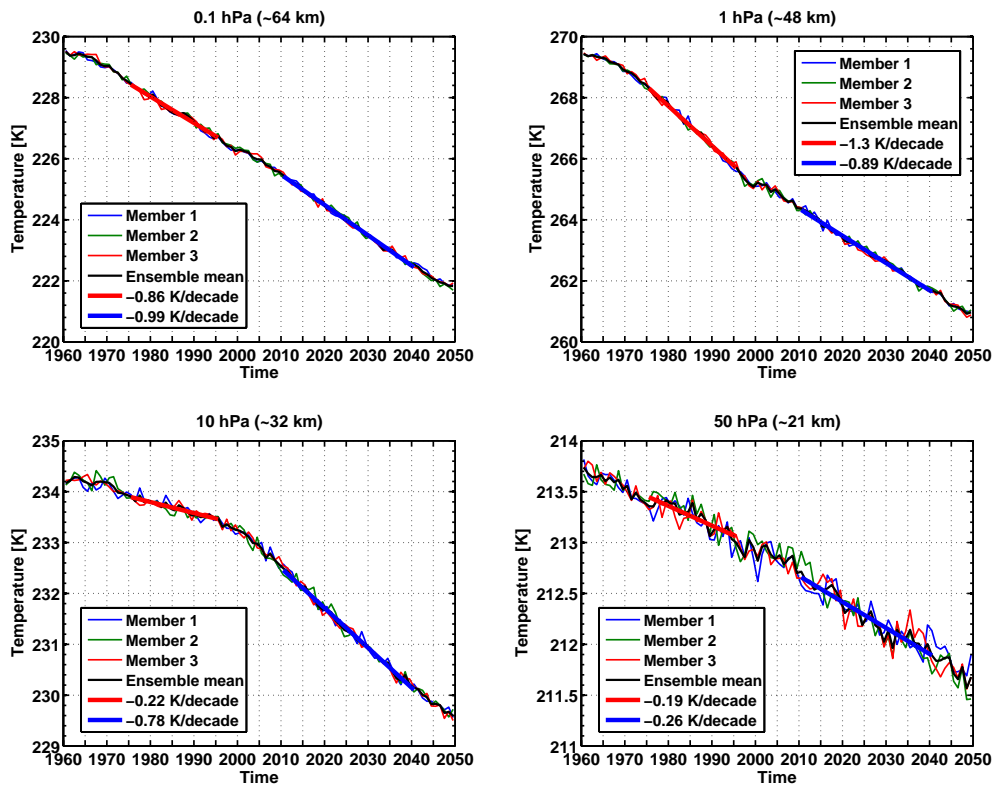 0.1 hPa (~64 km)
230
228
226
224
222
220
Temperature [K]
Member 1
Member 2
Member 3
Ensemble mean
−0.86 K/decade
−0.99 K/decade
1960 1970 1980 1990 2000 2010 2020 2030 2040 2050
Time
1 hPa (~48 km)
270
268
266
264
262
260
Temperature [K]
Member 1
Member 2
Member 3
Ensemble mean
−1.3 K/decade
−0.89 K/decade
1960 1970 1980 1990 2000 2010 2020 2030 2040 2050
Time
10 hPa (~32 km)
235
234
233
232
231
230
229
Temperature [K]
Member 1
Member 2
Member 3
Ensemble mean
−0.22 K/decade
−0.78 K/decade
1960 1970 1980 1990 2000 2010 2020 2030 2040 2050
Time
50 hPa (~21 km)
214
213.5
213
212.5
212
211.5
211
Temperature [K]
Member 1
Member 2
Member 3
Ensemble mean
−0.19 K/decade
−0.26 K/decade
1960 1970 1980 1990 2000 2010 2020 2030 2040 2050
Time